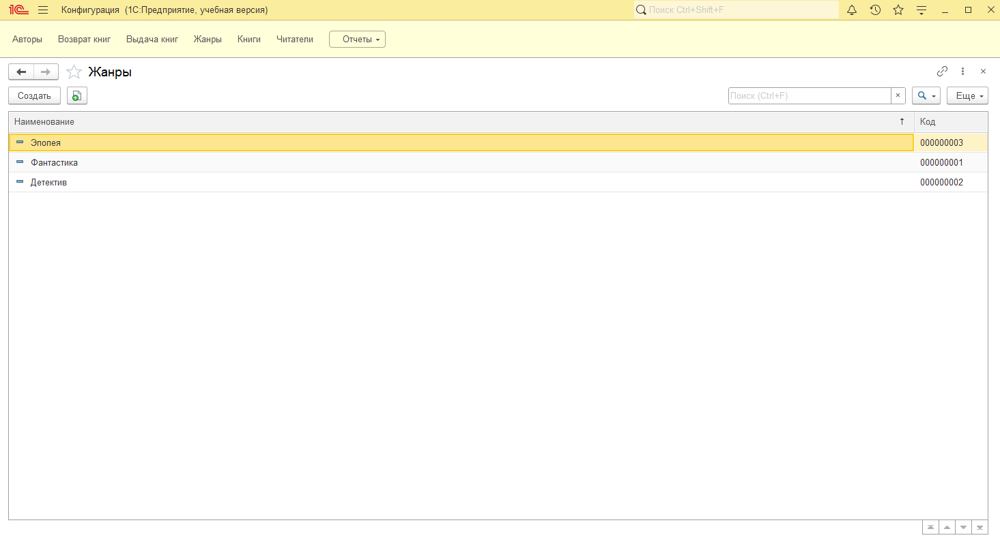 1С Конфигурация (1С:Предприятие, учебная версия) Поиск Ctrl+Shift+F
Авторы Возврат книг Выдача книг Жанры Книги Читатели Отчеты
Жанры
Создать Поиск (Ctrl+F) × Еще
Наименование ↑ Код
Эпопея 000000003
Фантастика 000000001
Детектив 000000002